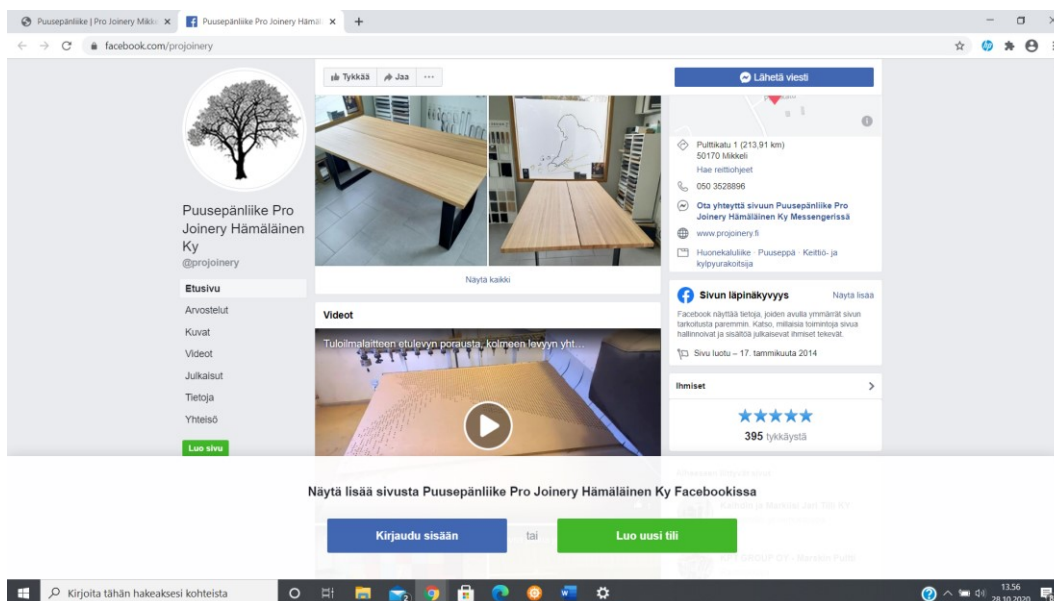 Puusepänliike | Pro Joinery Mikke
Puusepänliike Pro Joinery Hämäl
facebook.com/projoinery
Tykkää
Jaa
Lähetä viesti
Pulttikatu 1 (213,91 km)
50170 Mikkeli
Hae reittiohjeet
050 3528896
Ota yhteyttä sivuun Puusepänliike Pro
Joinery Hämäläinen Ky Messengerissä
www.projoinery.fi
Huonekaluliike · Puuseppä · Keittiö- ja
kylpyurakoitsija
Puusepänliike Pro
Joinery Hämäläinen
Ky
@projoinery
Etusivu
Arvostelut
Kuvat
Videot
Julkaisut
Tietoja
Yhteisö
Luo sivu
Näytä kaikki
Videot
Tuloilmalaitteen etulevyn porausta, kolmeen levyyn yht...
Sivun läpinäkyvyys
Näytä lisää
Facebook näyttää tietoja, joiden avulla ymmärrät sivun
tarkoitusta paremmin. Katso, millaisia toimintoja sivua
hallinnoivat ja sisältöä julkaisevat ihmiset tekevät.
Sivu luotu – 17. tammikuuta 2014
Ihmiset
395 tykkäystä
Näytä lisää sivusta Puusepänliike Pro Joinery Hämäläinen Ky Facebookissa
Kirjaudu sisään
tai
Luo uusi tili
Kirjoita tähän hakeaksesi kohteista
13.56
28.10.2020